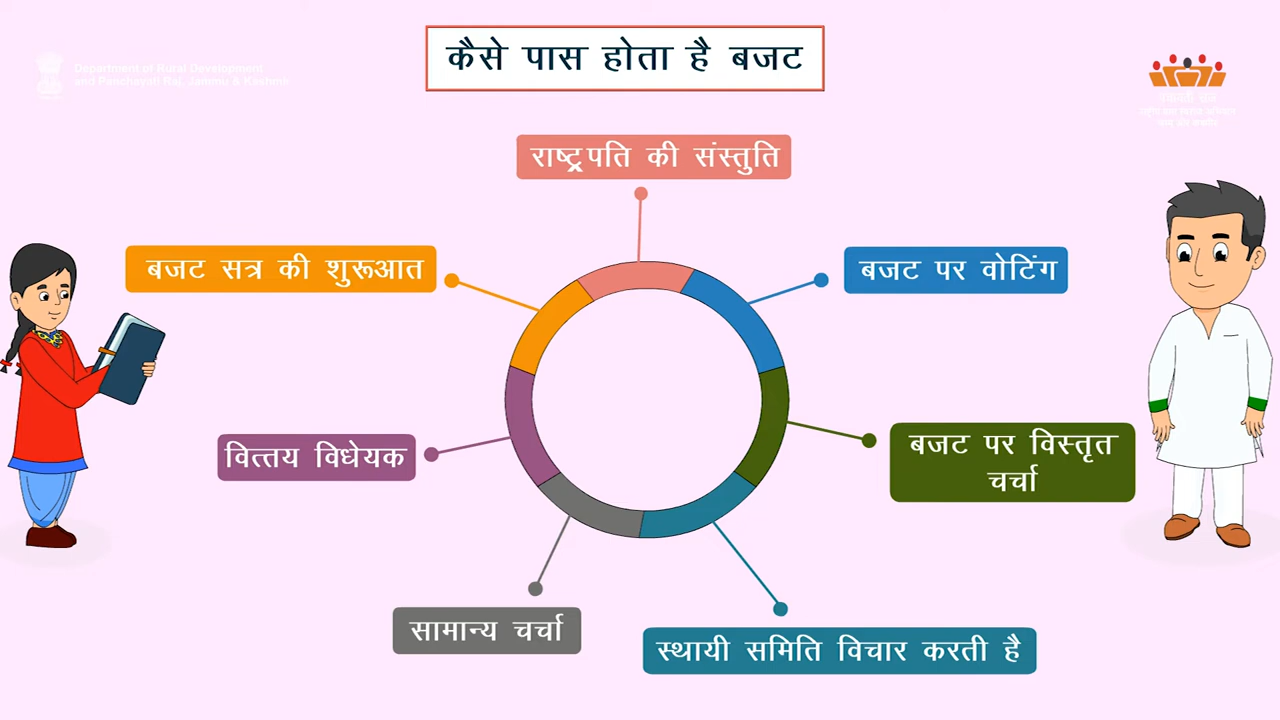 कैसे पास होता है बजट
Department of Rural Development
and Panchayati Raj, Jammu & Kashmir
राष्ट्रपति की संस्तुति
बजट सत्र की शुरूआत
बजट पर वोटिंग
वित्तय विधेयक
बजट पर विस्तृत
चर्चा
सामान्य चर्चा
स्थायी समिति विचार करती है